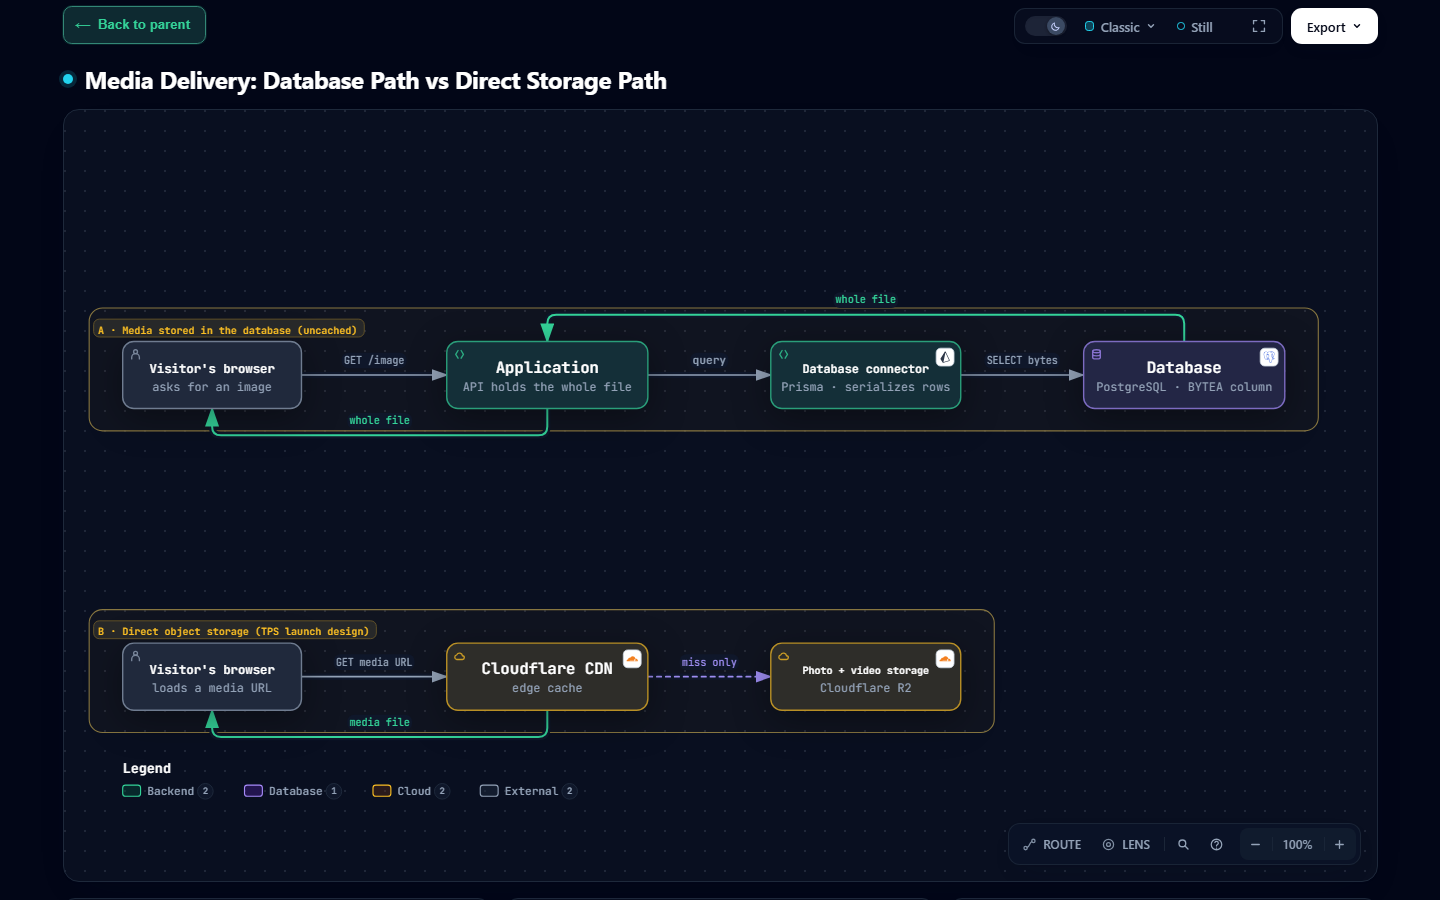 ← Back to parent
Classic
Still
Export
Media Delivery: Database Path vs Direct Storage Path
whole file
A · Media stored in the database (uncached)
Visitor's browser
asks for an image
GET /image
Application
API holds the whole file
query
Database connector
Prisma · serializes rows
SELECT bytes
Database
PostgreSQL · BYTEA column
whole file
B · Direct object storage (TPS launch design)
Visitor's browser
loads a media URL
GET media URL
Cloudflare CDN
edge cache
miss only
Photo + video storage
Cloudflare R2
media file
Legend
Backend 2
Database 1
Cloud 2
External 2
ROUTE
LENS
− 100% +